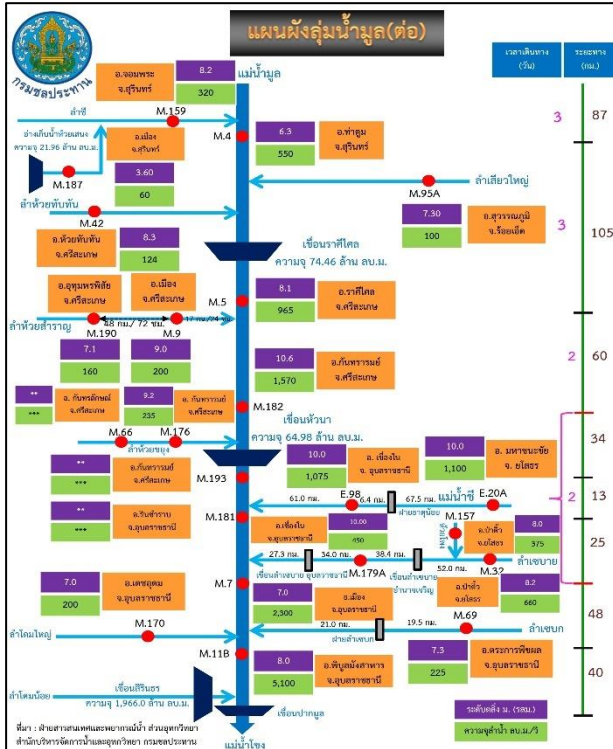 แผนผังลุ่มน้ำมูล(ต่อ)
กรมชลประทาน
เวลาเดินทาง
(วัน)
ระยะทาง
(กม.)
อ.จอมพระ
จ.สุรินทร์
8.2
320
แม่น้ำมูล
3
87
ลำชี
M.159
อ่างเก็บน้ำห้วยเสนง
ความจุ 21.96 ล้าน ลบ.ม.
อ.เมือง
จ.สุรินทร์
M.4
6.3
550
อ.ท่าตูม
จ.สุรินทร์
M.187
3.60
60
ลำเสียวใหญ่
M.95A
ลำห้วยทับทัน
M.42
7.30
100
อ.สุวรรณภูมิ
จ.ร้อยเอ็ด
3
105
อ.ห้วยทับทัน
จ.ศรีสะเกษ
8.3
124
เขื่อนราศีไศล
ความจุ 74.46 ล้าน ลบ.ม.
อ.อุทุมพรพิสัย
จ.ศรีสะเกษ
อ.เมือง
จ.ศรีสะเกษ
M.5
8.1
965
อ.ราศีไศล
จ.ศรีสะเกษ
ลำห้วยสำราญ
48 กม./ 72 ชม.
17 กม./24 ชม.
M.190
M.9
7.1
160
9.0
200
10.6
1,570
อ.กันทรารมย์
จ.ศรีสะเกษ
2
60
**
***
อ. กันทรลักษณ์
จ.ศรีสะเกษ
9.2
235
อ. กันทรารมย์
จ.ศรีสะเกษ
M.182
M.66
M.176
ลำห้วยขยุง
เขื่อนหัวนา
ความจุ 64.98 ล้าน ลบ.ม.
34
**
***
อ.กันทรารมย์
จ.ศรีสะเกษ
M.193
10.0
1,075
อ. เขื่องใน
จ. อุบลราชธานี
10.0
1,100
อ. มหาชนะชัย
จ. ยโสธร
61.0 กม.
E.98
6.4 กม.
67.5 กม.
แม่น้ำชี
E.20A
ฝายธาตุน้อย
2
13
**
***
อ.วารินชำราบ
จ.อุบลราชธานี
M.181
อ.เขื่องใน
จ.อุบลราชธานี
10.00
450
M.157
อ.ป่าติ้ว
จ.ยโสธร
8.0
375
25
27.3 กม.
34.0 กม.
38.4 กม.
52.0 กม.
ลำเซบาย
M.32
เขื่อนลำเซบาย อุบลราชธานี
M.179A
เขื่อนลำเซบาย
อำนาจเจริญ
อ.เดชอุดม
จ.อุบลราชธานี
7.0
200
M.7
7.0
2,300
อ.เมือง
จ.อุบลราชธานี
อ.ป่าติ้ว
จ.ยโสธร
8.2
660
48
ลำโดมใหญ่
M.170
21.0 กม.
19.5 กม.
M.69
ลำเซบก
ฝายลำเซบก
M.11B
8.0
5,100
อ.พิบูลมังสาหาร
จ.อุบลราชธานี
7.3
225
อ.ตระการพืชผล
จ.อุบลราชธานี
40
ลำโดมน้อย
เขื่อนสิรินธร
ความจุ 1,966.0 ล้าน ลบ.ม.
เขื่อนปากมูล
แม่น้ำโขง
ระดับตลิ่ง ม. (รสม.)
ความจุลำน้ำ ลบ.ม./วิ
ที่มา : ฝ่ายสารสนเทศและพยากรณ์น้ำ ส่วนอุทกวิทยา
สำนักบริหารจัดการน้ำและอุทกวิทยา กรมชลประทาน